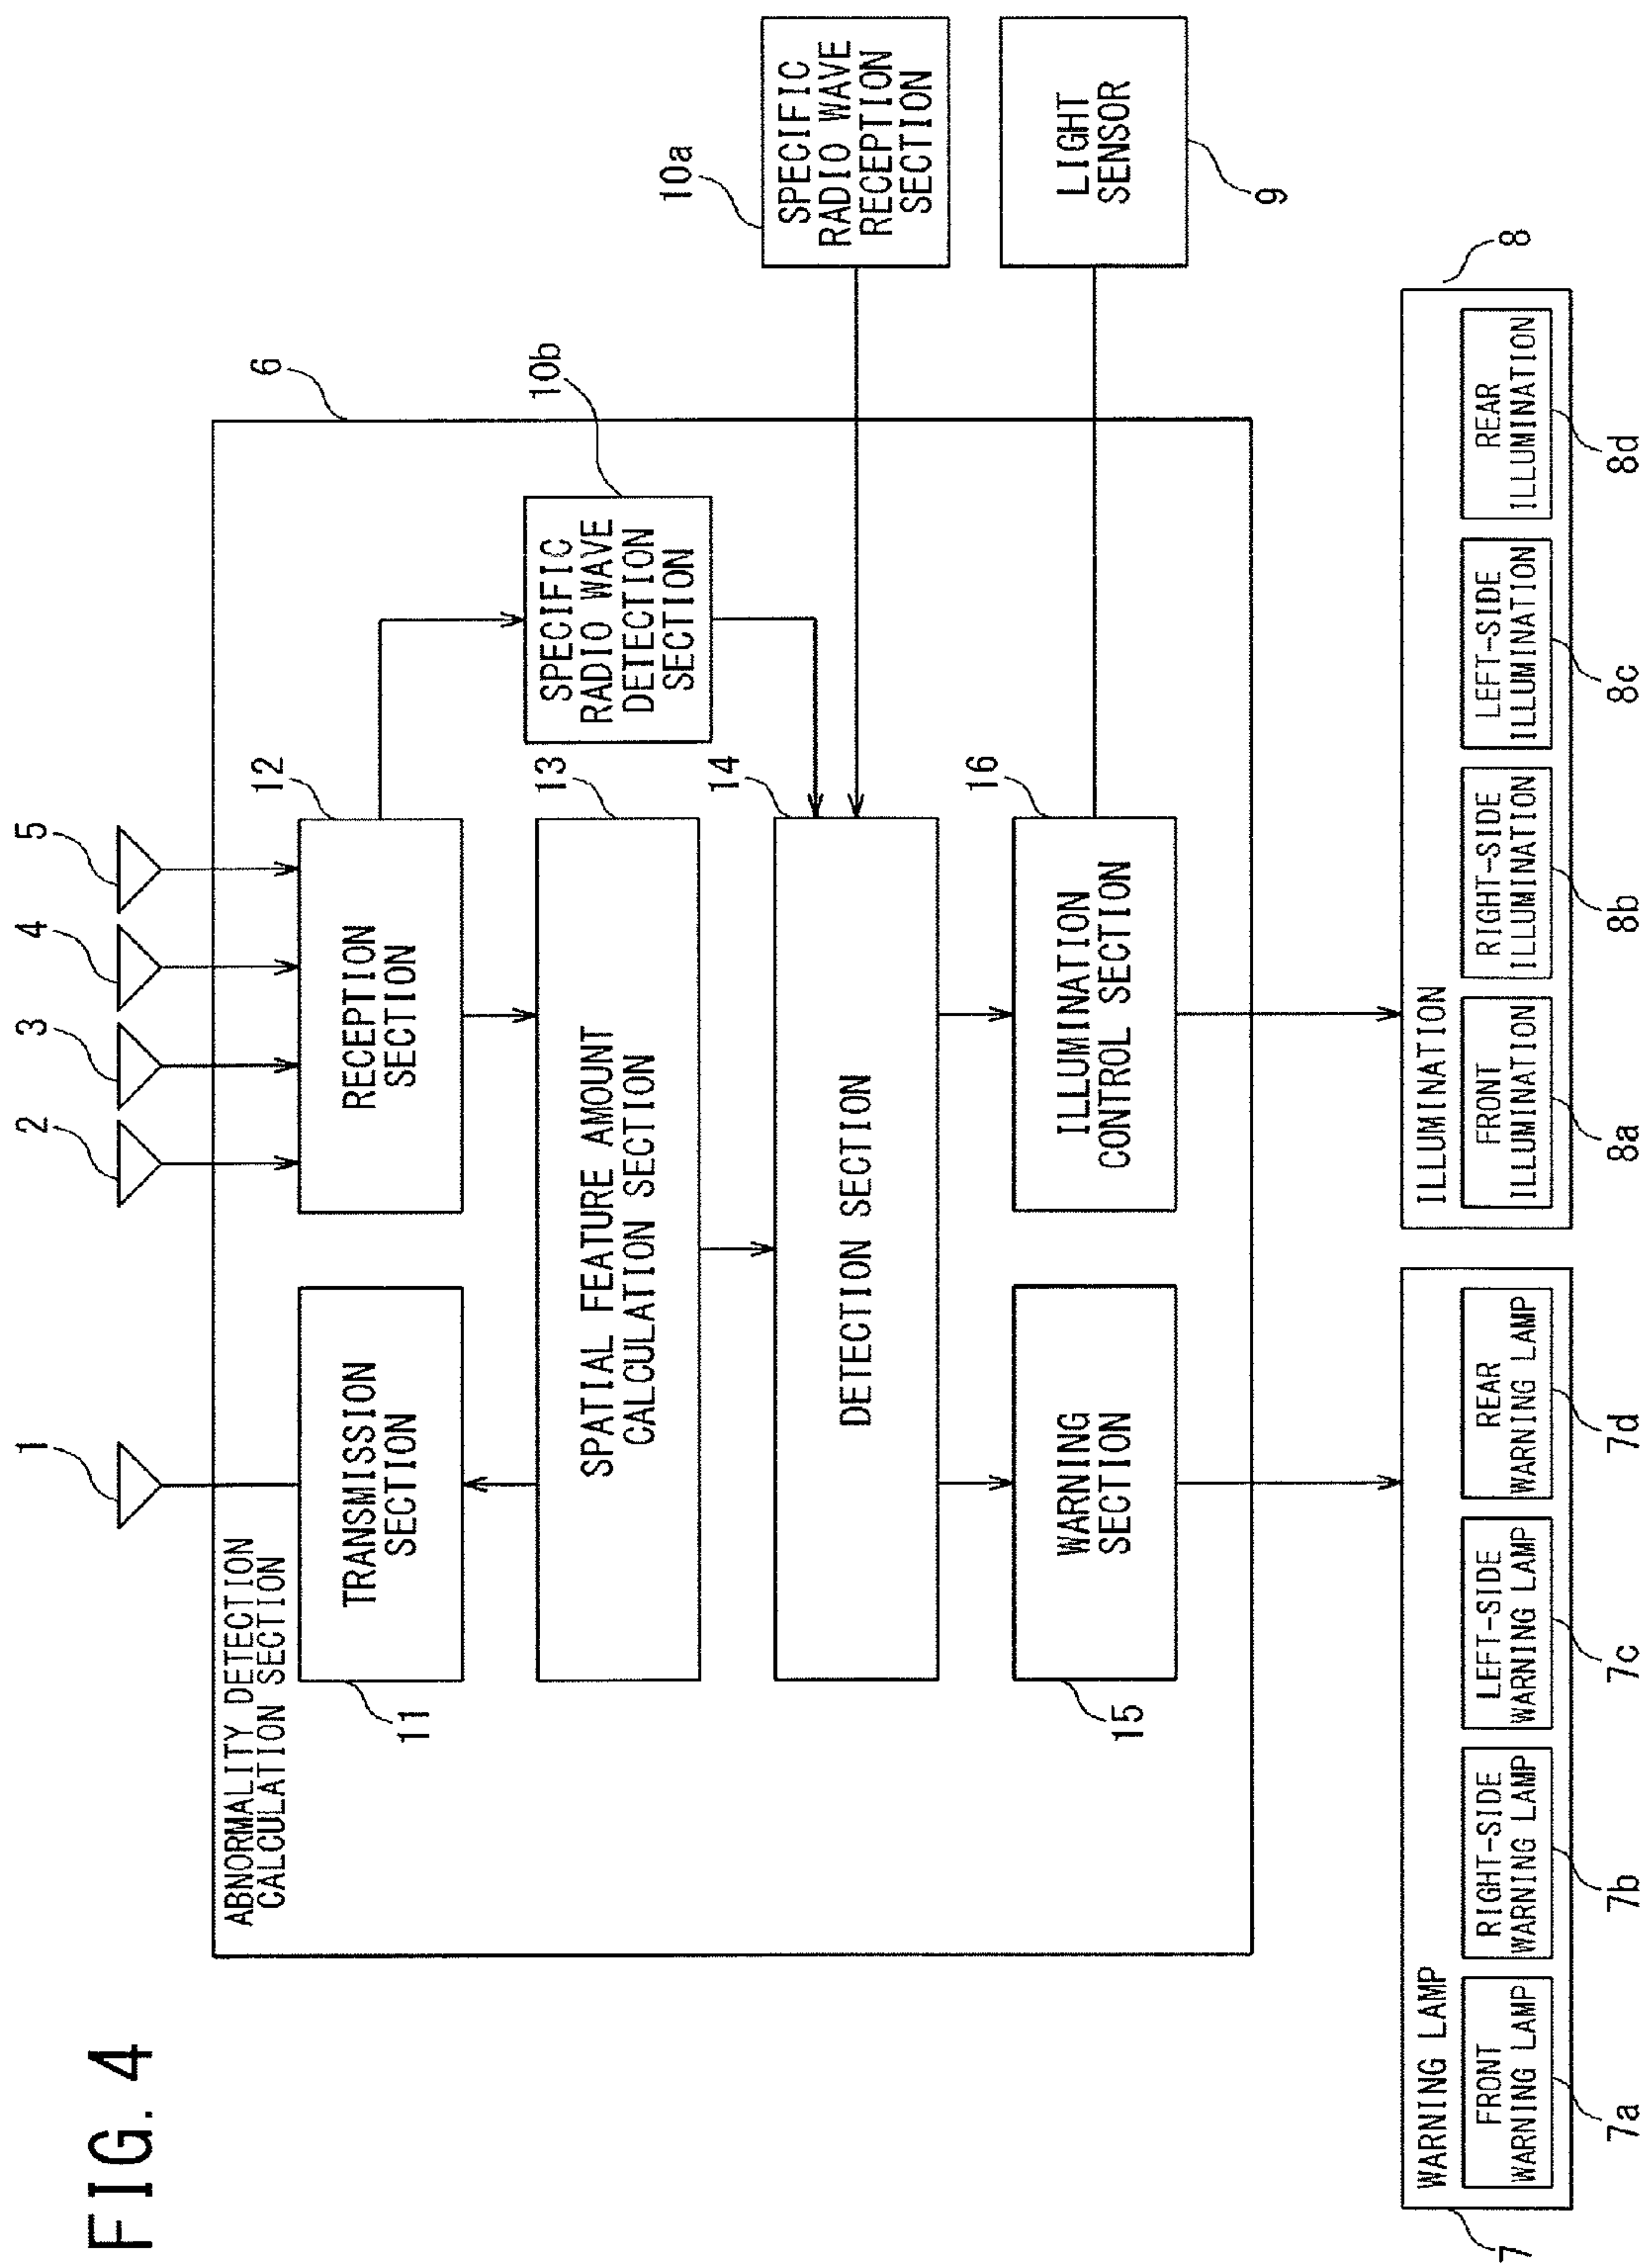 FIG. 4
1
2
3
4
5
6
ABNORMALITY DETECTION
CALCULATION SECTION
TRANSMISSION
SECTION
11
RECEPTION
SECTION
12
SPECIFIC
RADIO WAVE
DETECTION
SECTION
10b
SPATIAL FEATURE AMOUNT
CALCULATION SECTION
13
SPECIFIC
RADIO WAVE
RECEPTION
SECTION
10a
DETECTION SECTION
14
WARNING
SECTION
15
ILLUMINATION
CONTROL SECTION
16
LIGHT
SENSOR
9
WARNING LAMP
7
FRONT
WARNING LAMP
7a
RIGHT-SIDE
WARNING LAMP
7b
LEFT-SIDE
WARNING LAMP
7c
REAR
WARNING LAMP
7d
ILLUMINATION
8
FRONT
ILLUMINATION
8a
RIGHT-SIDE
ILLUMINATION
8b
LEFT-SIDE
ILLUMINATION
8c
REAR
ILLUMINATION
8d